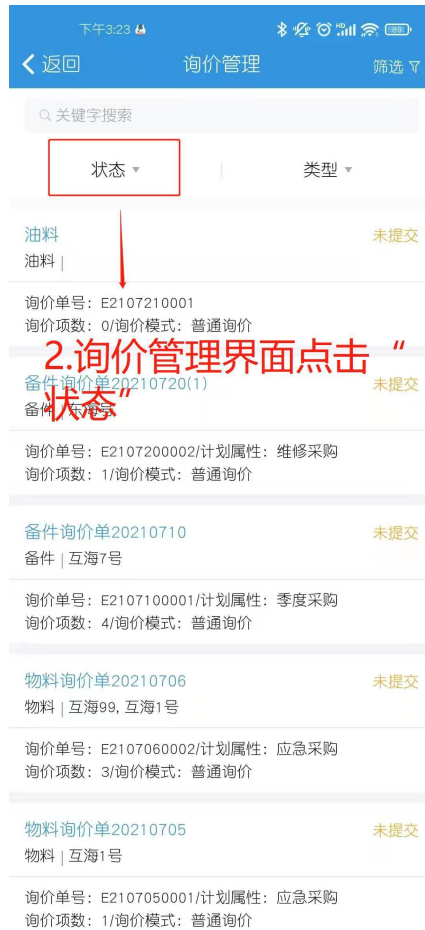 下午3:23
HD
89
返回
询价管理
筛选
关键字搜索
状态
类型
油料
未提交
油料 |
询价单号：E2107210001
询价项数：0/询价模式：普通询价
2.询价管理界面点击“
状态”
备件询价单20210720(1)
未提交
备件 | 东海号
询价单号：E2107200002/计划属性：维修采购
询价项数：1/询价模式：普通询价
备件询价单20210710
未提交
备件 | 互海7号
询价单号：E2107100001/计划属性：季度采购
询价项数：4/询价模式：普通询价
物料询价单20210706
未提交
物料 | 互海99, 互海1号
询价单号：E2107060002/计划属性：应急采购
询价项数：3/询价模式：普通询价
物料询价单20210705
未提交
物料 | 互海1号
询价单号：E2107050001/计划属性：应急采购
询价项数：1/询价模式：普通询价